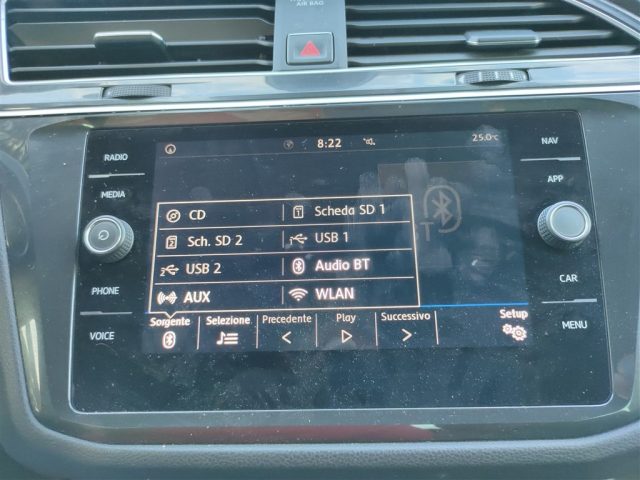 AIR BAG
RADIO
MEDIA
PHONE
VOICE
8:22
25.0°C
CD
Scheda SD 1
Sch. SD 2
USB 1
USB 2
Audio BT
AUX
WLAN
Sorgente
Selezione
Precedente
Play
Successivo
Setup
NAV
APP
CAR
MENU